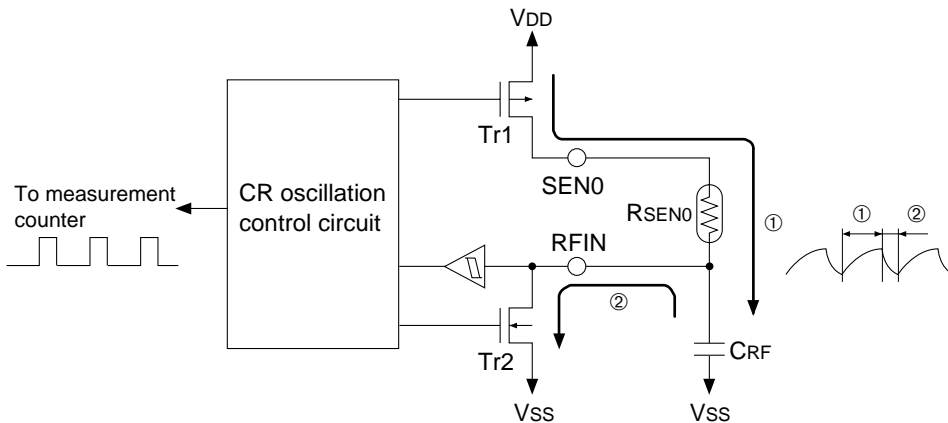 VDD
Tr1
SEN0
CR oscillation
control circuit
To measurement
counter
RSEN0
①
①
②
RFIN
②
Tr2
CRF
VSS
VSS